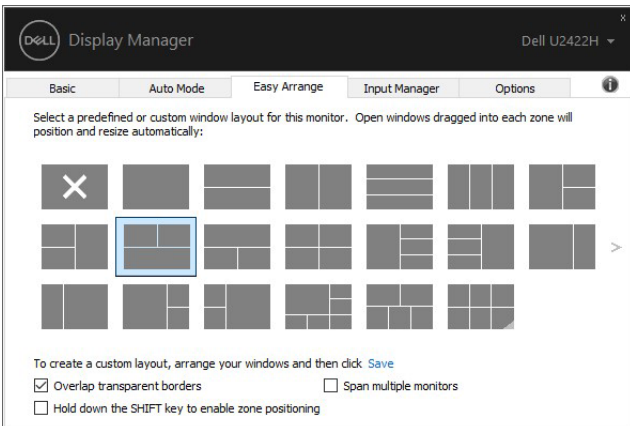 x
DELL Display Manager Dell U2422H
Basic Auto Mode Easy Arrange Input Manager Options i
Select a predefined or custom window layout for this monitor. Open windows dragged into each zone will
position and resize automatically:
>
To create a custom layout, arrange your windows and then click Save
Overlap transparent borders Span multiple monitors
Hold down the SHIFT key to enable zone positioning